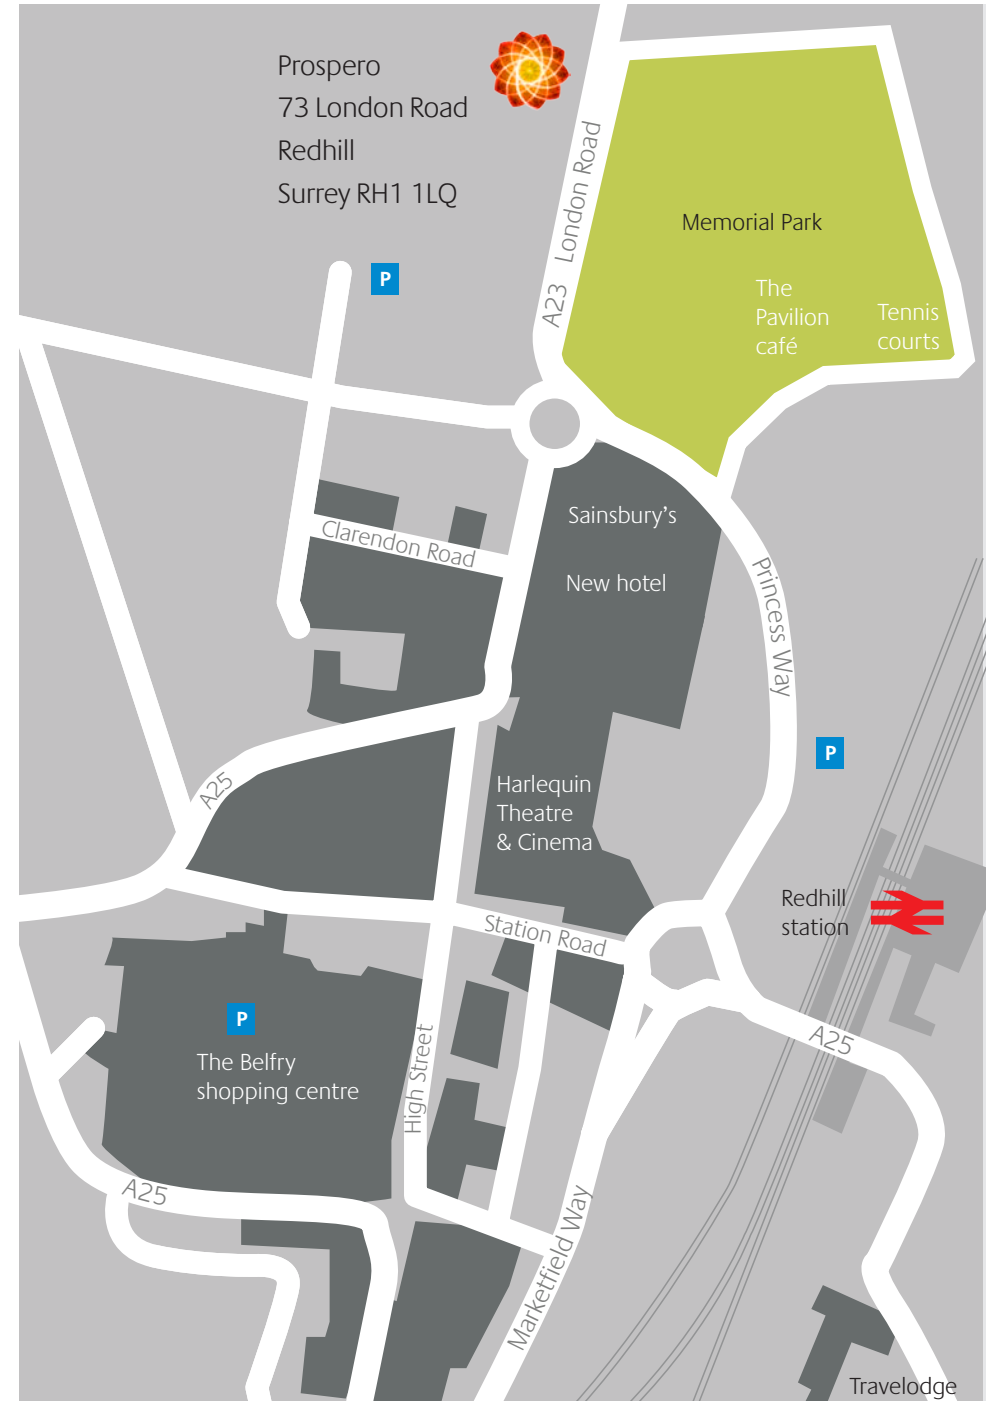 Prospero
73 London Road
Redhill
Surrey RH1 1LQ
A23 London Road
Memorial Park
P
The
Pavilion
café
Tennis
courts
Sainsbury's
Clarendon Road
New hotel
Princess Way
P
A25
Harlequin
Theatre
& Cinema
Redhill
station
Station Road
P
A25
The Belfry
shopping centre
High Street
A25
Marketfield Way
Travelodge